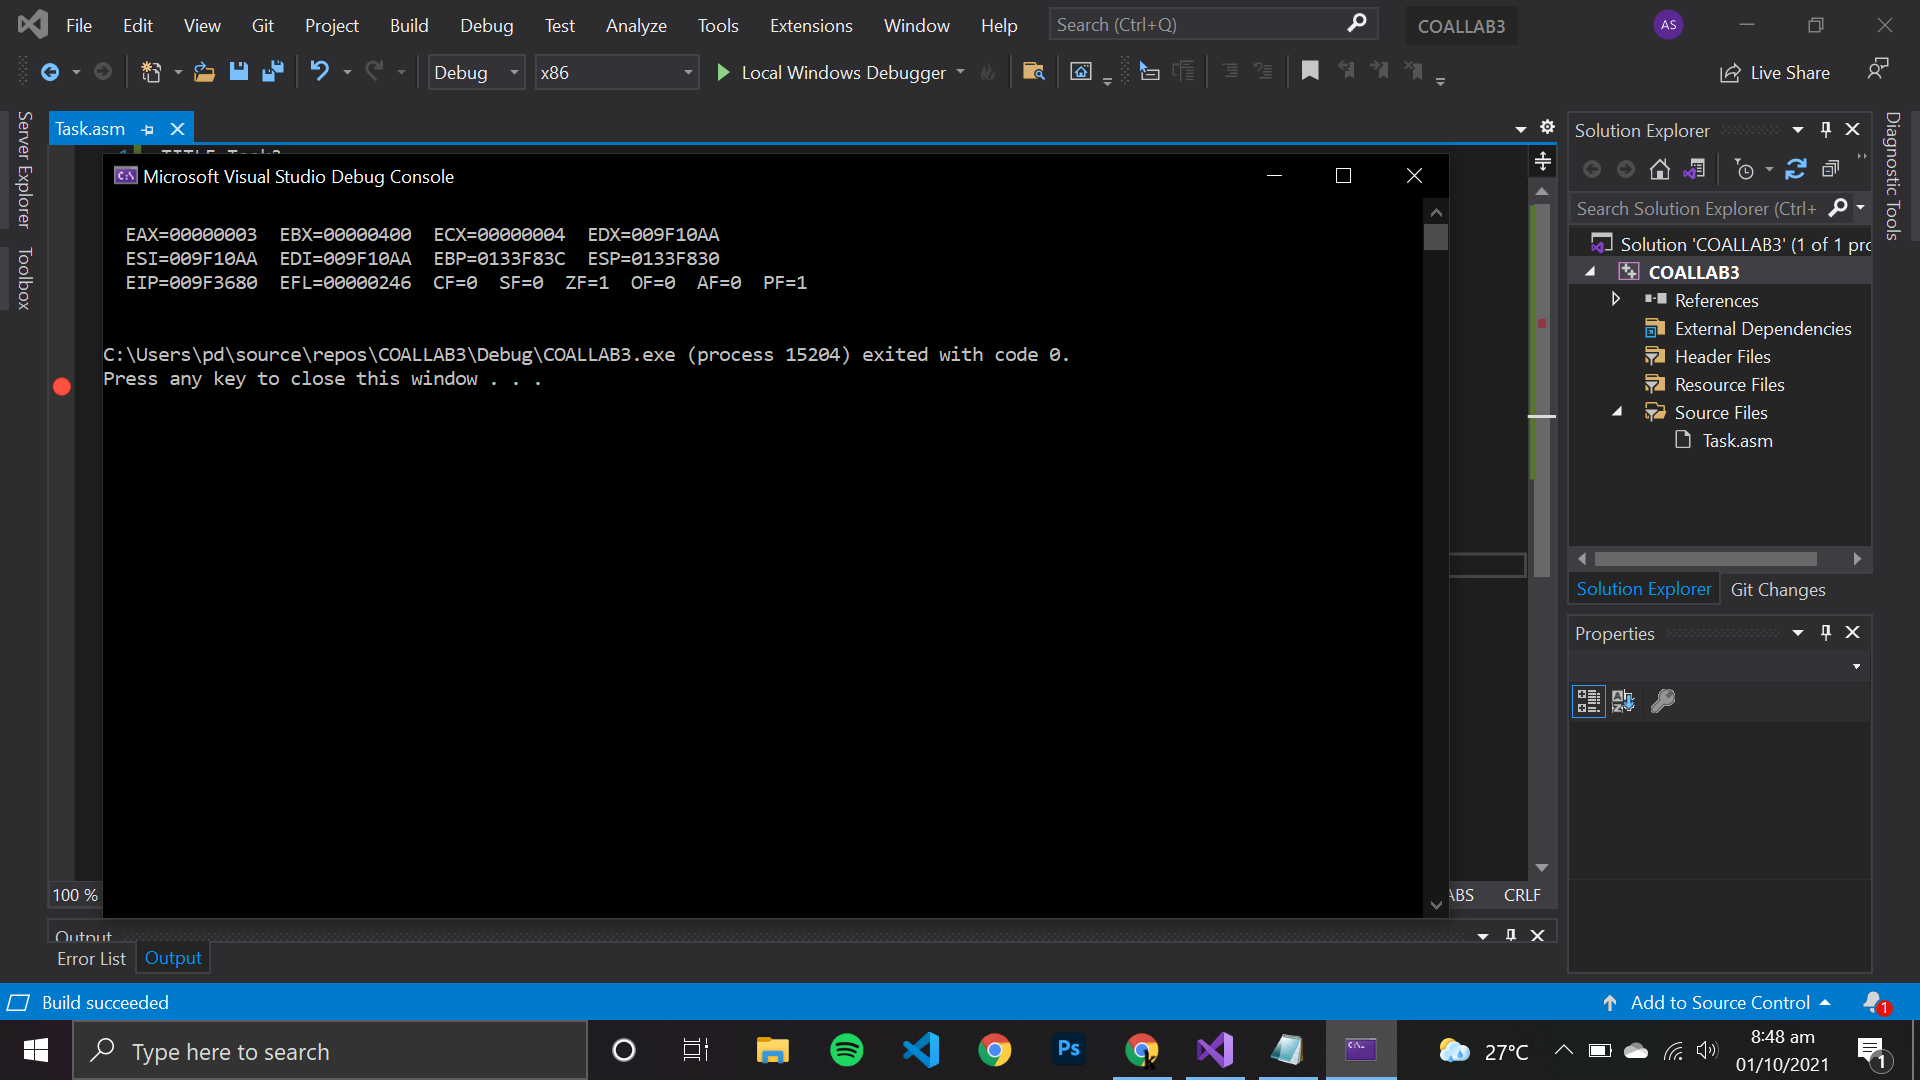 File Edit View Git Project Build Debug Test Analyze Tools Extensions Window Help Search (Ctrl+Q) COALLAB3 AS
Debug x86 Local Windows Debugger Live Share
Server Explorer
Toolbox
Task.asm
Microsoft Visual Studio Debug Console
EAX=00000003 EBX=00000400 ECX=00000004 EDX=009F10AA
ESI=009F10AA EDI=009F10AA EBP=0133F83C ESP=0133F830
EIP=009F3680 EFL=00000246 CF=0 SF=0 ZF=1 OF=0 AF=0 PF=1
C:\Users\pd\source\repos\COALLAB3\Debug\COALLAB3.exe (process 15204) exited with code 0.
Press any key to close this window . . .
100 %
ABS CRLF
Output
Error List Output
Solution Explorer
Search Solution Explorer (Ctrl+
Solution 'COALLAB3' (1 of 1 pro
COALLAB3
References
External Dependencies
Header Files
Resource Files
Source Files
Task.asm
Solution Explorer Git Changes
Properties
Diagnostic Tools
Build succeeded
Add to Source Control 1
Type here to search
Ps
27°C
8:48 am
01/10/2021
1